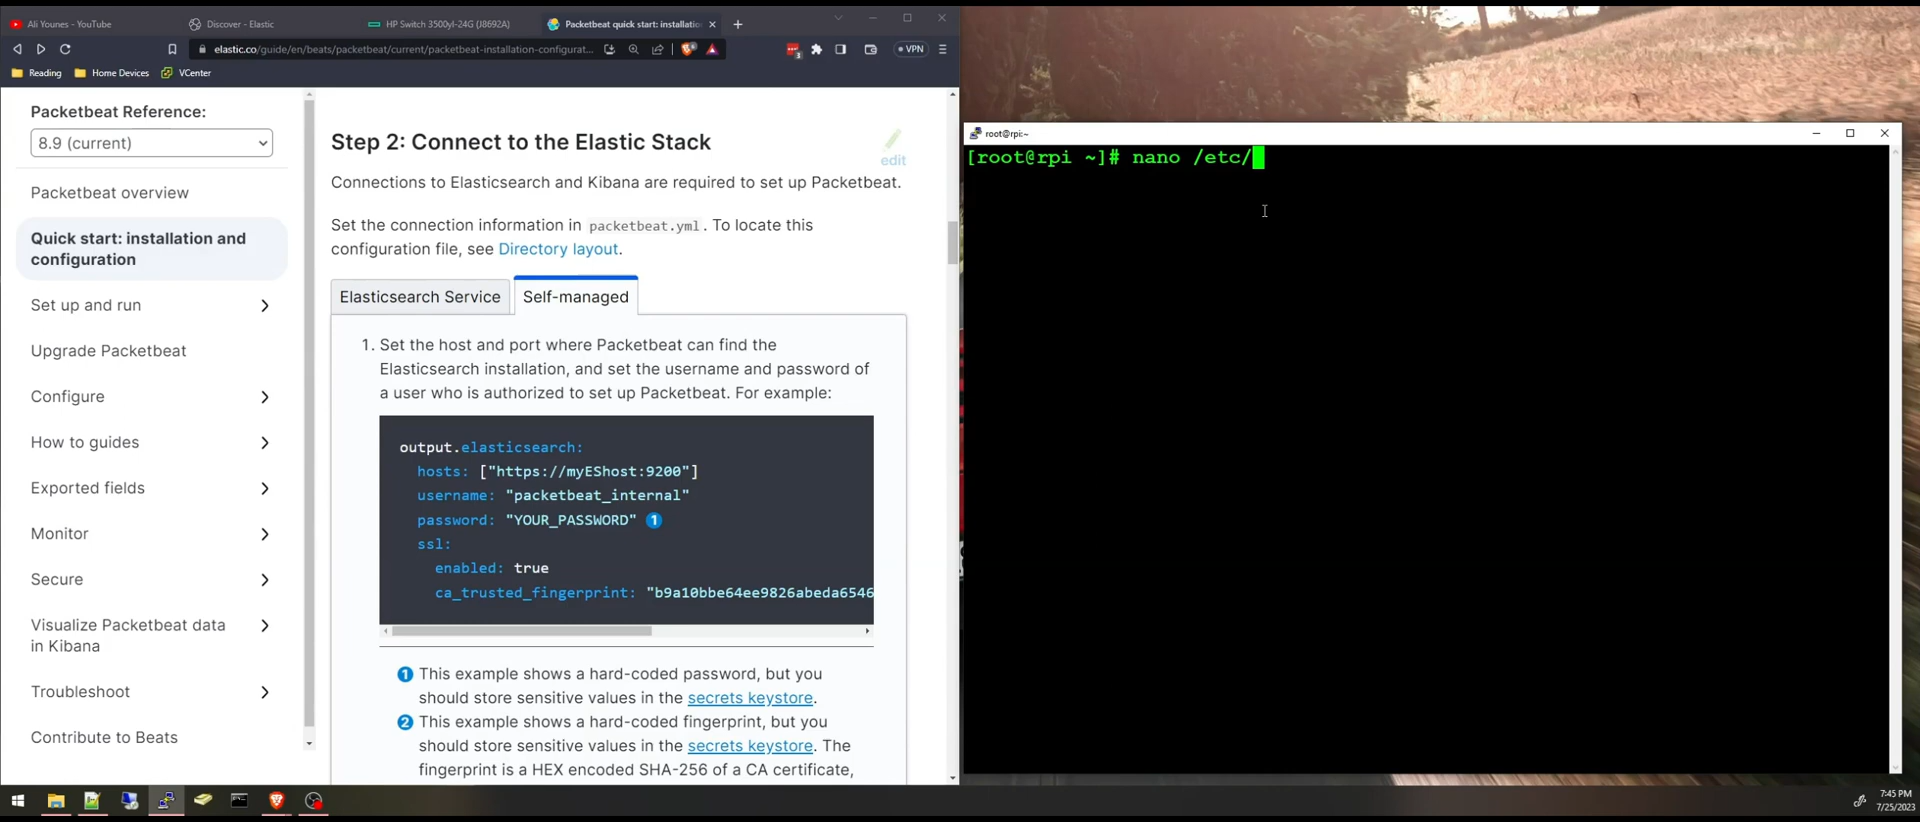 Ali Younes - YouTube
Discover - Elastic
HP Switch 3500yl-24G (J8692A)
Packetbeat quick start: installatio
elastic.co/guide/en/beats/packetbeat/current/packetbeat-installation-configurat...
VPN
Reading
Home Devices
VCenter
Packetbeat Reference:
8.9 (current)
Packetbeat overview
Quick start: installation and
configuration
Set up and run
Upgrade Packetbeat
Configure
How to guides
Exported fields
Monitor
Secure
Visualize Packetbeat data
in Kibana
Troubleshoot
Contribute to Beats
Step 2: Connect to the Elastic Stack
edit
Connections to Elasticsearch and Kibana are required to set up Packetbeat.
Set the connection information in packetbeat.yml. To locate this
configuration file, see Directory layout.
Elasticsearch Service
Self-managed
1. Set the host and port where Packetbeat can find the
Elasticsearch installation, and set the username and password of
a user who is authorized to set up Packetbeat. For example:
output.elasticsearch:
hosts: ["https://myEShost:9200"]
username: "packetbeat_internal"
password: "YOUR_PASSWORD" 1
ssl:
enabled: true
ca_trusted_fingerprint: "b9a10bbe64ee9826abeda6546
1 This example shows a hard-coded password, but you
should store sensitive values in the secrets keystore.
2 This example shows a hard-coded fingerprint, but you
should store sensitive values in the secrets keystore. The
fingerprint is a HEX encoded SHA-256 of a CA certificate,
root@rpi:~
[root@rpi ~]# nano /etc/
7:45 PM
7/25/2023